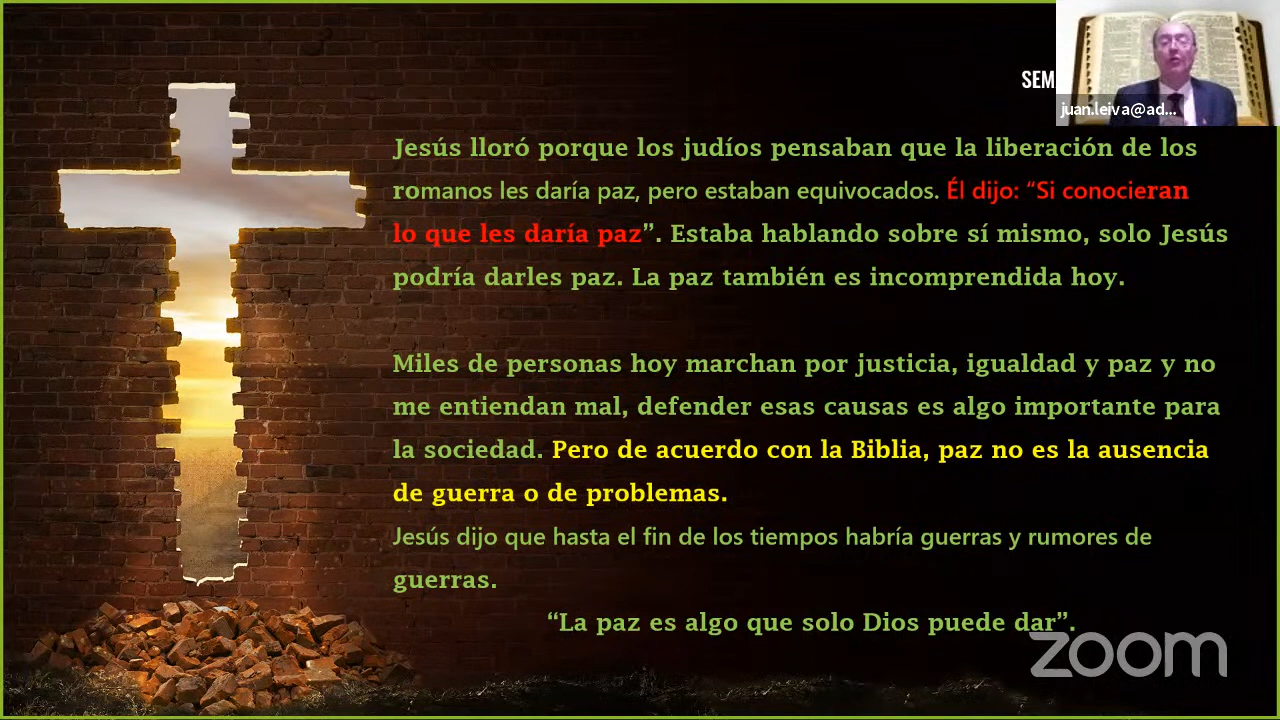 SEM
juan.leiva@ad...
Jesús lloró porque los judíos pensaban que la liberación de los
romanos les daría paz, pero estaban equivocados. Él dijo: “Si conocieran
lo que les daría paz”. Estaba hablando sobre sí mismo, solo Jesús
podría darles paz. La paz también es incomprendida hoy.
Miles de personas hoy marchan por justicia, igualdad y paz y no
me entiendan mal, defender esas causas es algo importante para
la sociedad. Pero de acuerdo con la Biblia, paz no es la ausencia
de guerra o de problemas.
Jesús dijo que hasta el fin de los tiempos habría guerras y rumores de
guerras.
“La paz es algo que solo Dios puede dar”.
zoom